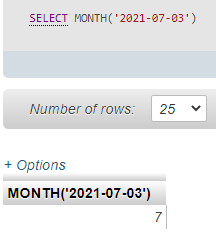 SELECT MONTH('2021-07-03')
Number of rows: 25
+ Options
MONTH('2021-07-03')
7